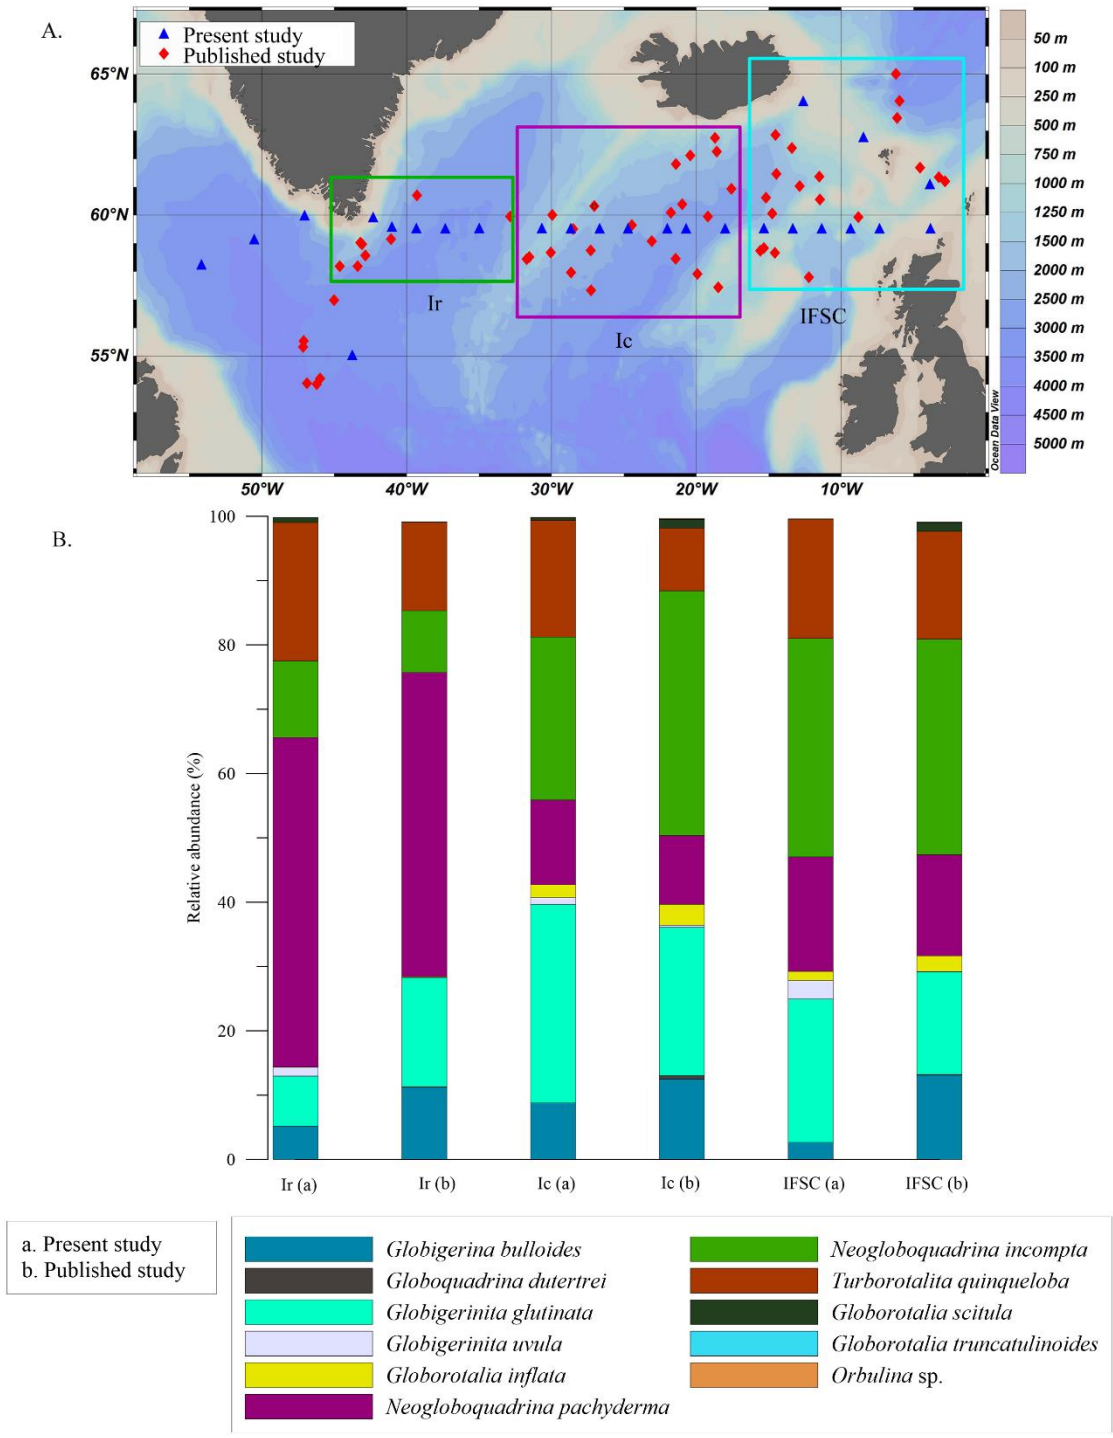 A.
Present study
Published study
65°N
60°N
55°N
50°W
40°W
30°W
20°W
10°W
Ir
Ic
IFSC
Ocean Data View
50 m
100 m
250 m
500 m
750 m
1000 m
1250 m
1500 m
2000 m
2500 m
3000 m
3500 m
4000 m
4500 m
5000 m
B.
Relative abundance (%)
100
80
60
40
20
0
Ir (a)
Ir (b)
Ic (a)
Ic (b)
IFSC (a)
IFSC (b)
a. Present study
b. Published study
Globigerina bulloides
Globoquadrina dutertrei
Globigerinita glutinata
Globigerinita uvula
Globorotalia inflata
Neogloboquadrina pachyderma
Neogloboquadrina incompta
Turborotalita quinqueloba
Globorotalia scitula
Globorotalia truncatulinoides
Orbulina sp.